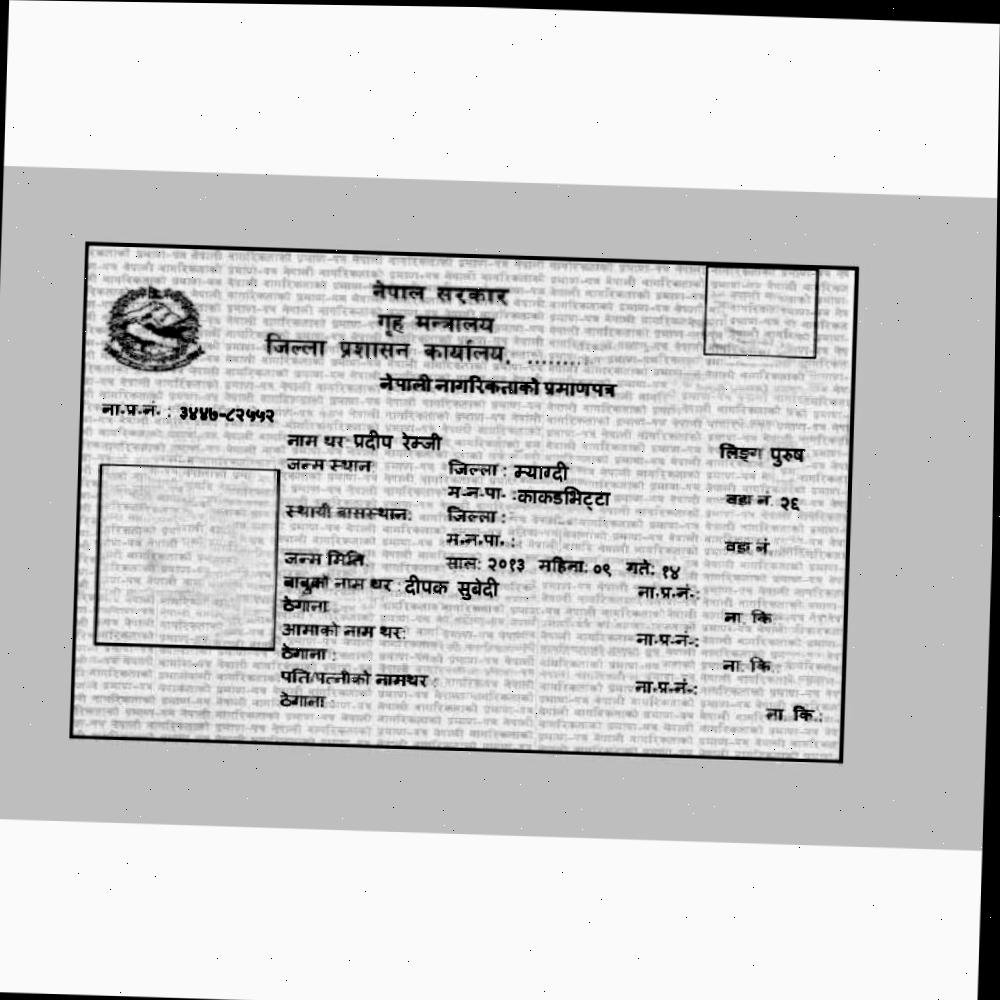 नेपाल सरकार
गृह मन्त्रालय
जिल्ला प्रशासन कार्यालय, ..........
नेपाली नागरिकताको प्रमाणपत्र
ना.प्र.नं. : ३४४७-८२५५२
नाम थर: प्रदीप रेम्जी लिङ्ग पुरुष
जन्म स्थान: जिल्ला : म्याग्दी
म.न.पा. :काकडभिट्टा वडा नं. २६
स्थायी बासस्थान: जिल्ला :
म.न.पा. : वडा नं.
जन्म मिति: साल: २०१३ महिना: ०९ गते: १४
बाबुको नाम थर : दीपक सुबेदी ना.प्र.नं.:
ठेगाना : ना. कि.:
आमाको नाम थर: ना.प्र.नं.:
ठेगाना : ना. कि.:
पति/पत्नीको नामथर : ना.प्र.नं.:
ठेगाना : ना. कि.: